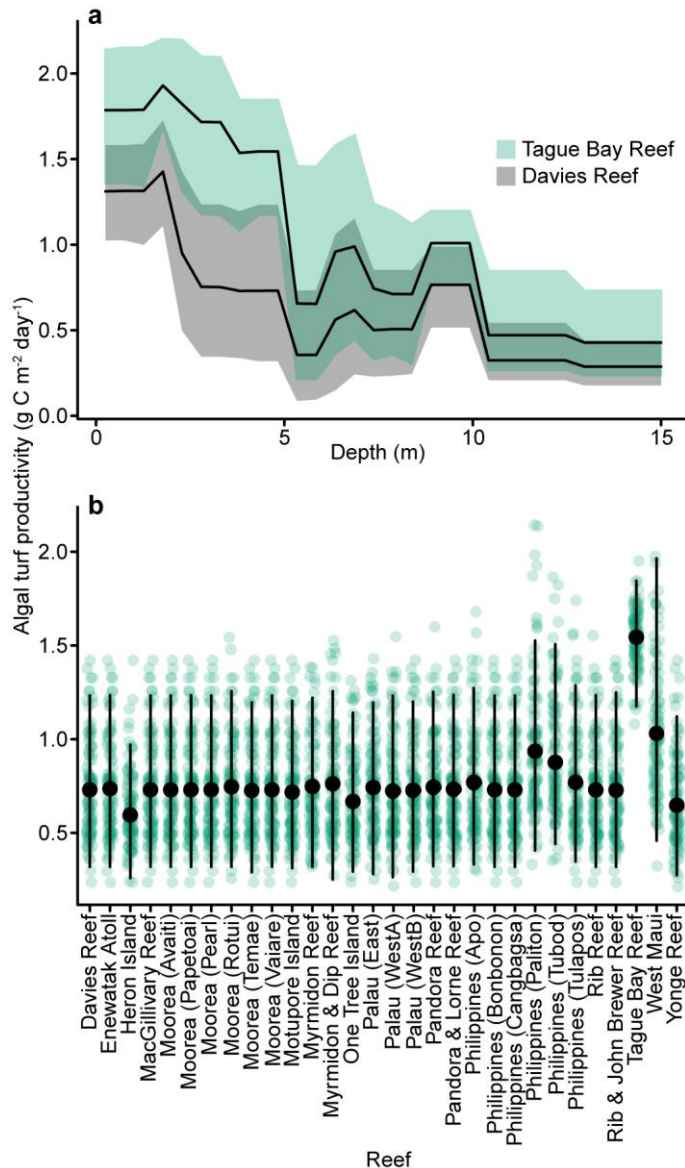 a
2.0
1.5
1.0
0.5
0.0
Tague Bay Reef
Davies Reef
0
5
10
15
Depth (m)
Algal turf productivity (g C m⁻² day⁻¹)
b
2.0
1.5
1.0
0.5
Davies Reef
Enewatak Atoll
Heron Island
MacGillivary Reef
Moorea (Avaiti)
Moorea (Papetoai)
Moorea (Pearl)
Moorea (Rotui)
Moorea (Temae)
Moorea (Vaiare)
Motupore Island
Myrmidon Reef
Myrmidon & Dip Reef
One Tree Island
Palau (East)
Palau (WestA)
Palau (WestB)
Pandora Reef
Pandora & Lorne Reef
Philippines (Apo)
Philippines (Bonbonon)
Philippines (Cangbagsa)
Philippines (Paliton)
Philippines (Tubod)
Philippines (Tulapos)
Rib Reef
Rib & John Brewer Reef
Tague Bay Reef
West Maui
Yonge Reef
Reef